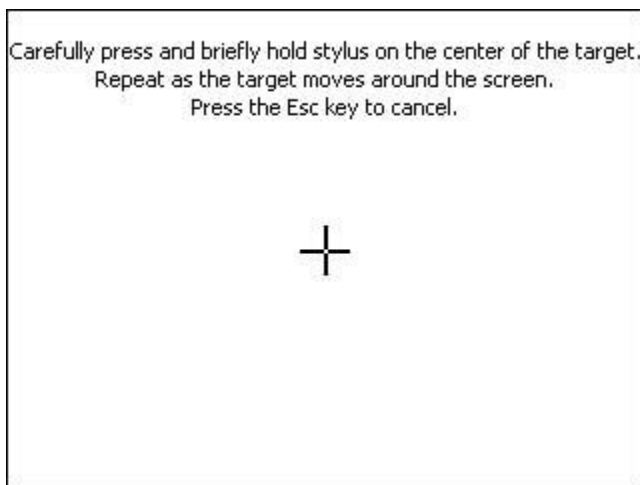 Carefully press and briefly hold stylus on the center of the target.
Repeat as the target moves around the screen.
Press the Esc key to cancel.